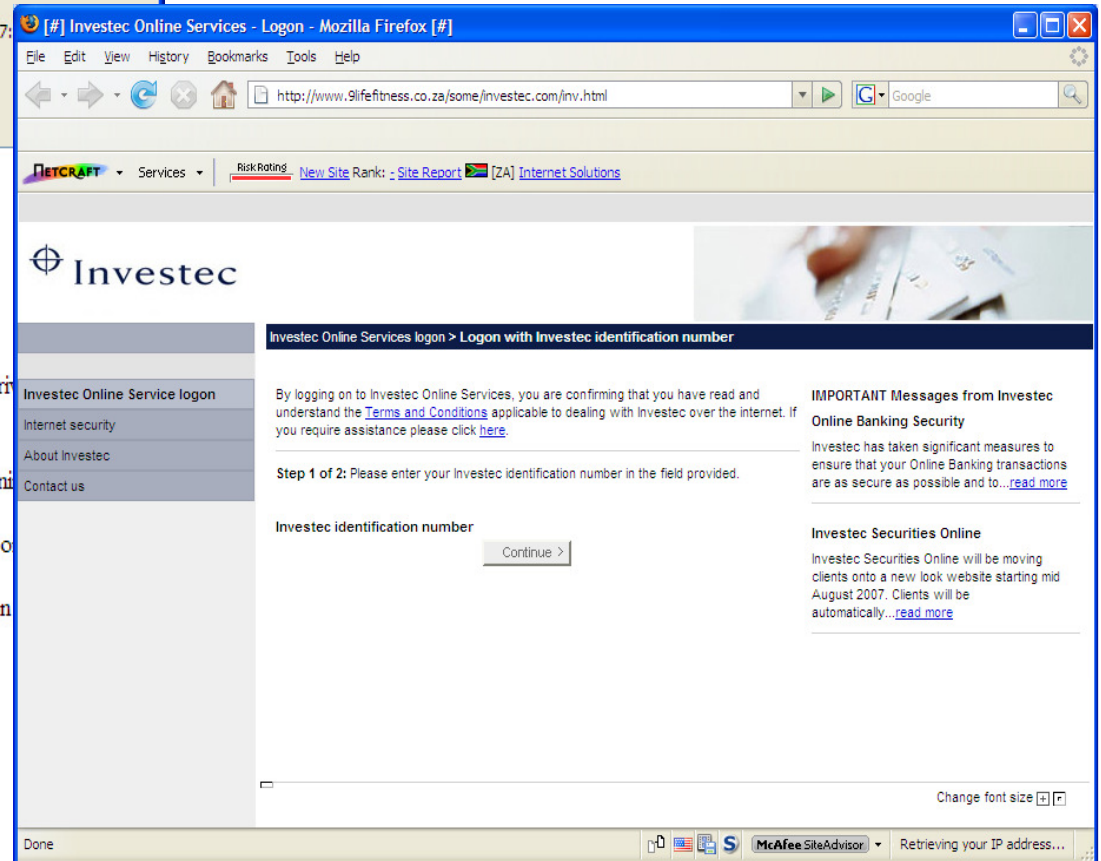 7:
[#] Investec Online Services - Logon - Mozilla Firefox [#]
File Edit View History Bookmarks Tools Help
http://www.9lifefitness.co.za/some/investec.com/inv.html
G Google
NETCRAFT Services Risk Rating New Site Rank: - Site Report [ZA] Internet Solutions
Investec
Investec Online Services logon > Logon with Investec identification number
Investec Online Service logon
Internet security
About Investec
Contact us
By logging on to Investec Online Services, you are confirming that you have read and
understand the Terms and Conditions applicable to dealing with Investec over the internet. If
you require assistance please click here.
Step 1 of 2: Please enter your Investec identification number in the field provided.
Investec identification number
Continue >
IMPORTANT Messages from Investec
Online Banking Security
Investec has taken significant measures to
ensure that your Online Banking transactions
are as secure as possible and to...read more
Investec Securities Online
Investec Securities Online will be moving
clients onto a new look website starting mid
August 2007. Clients will be
automatically...read more
Change font size
Done
S McAfee SiteAdvisor Retrieving your IP address...